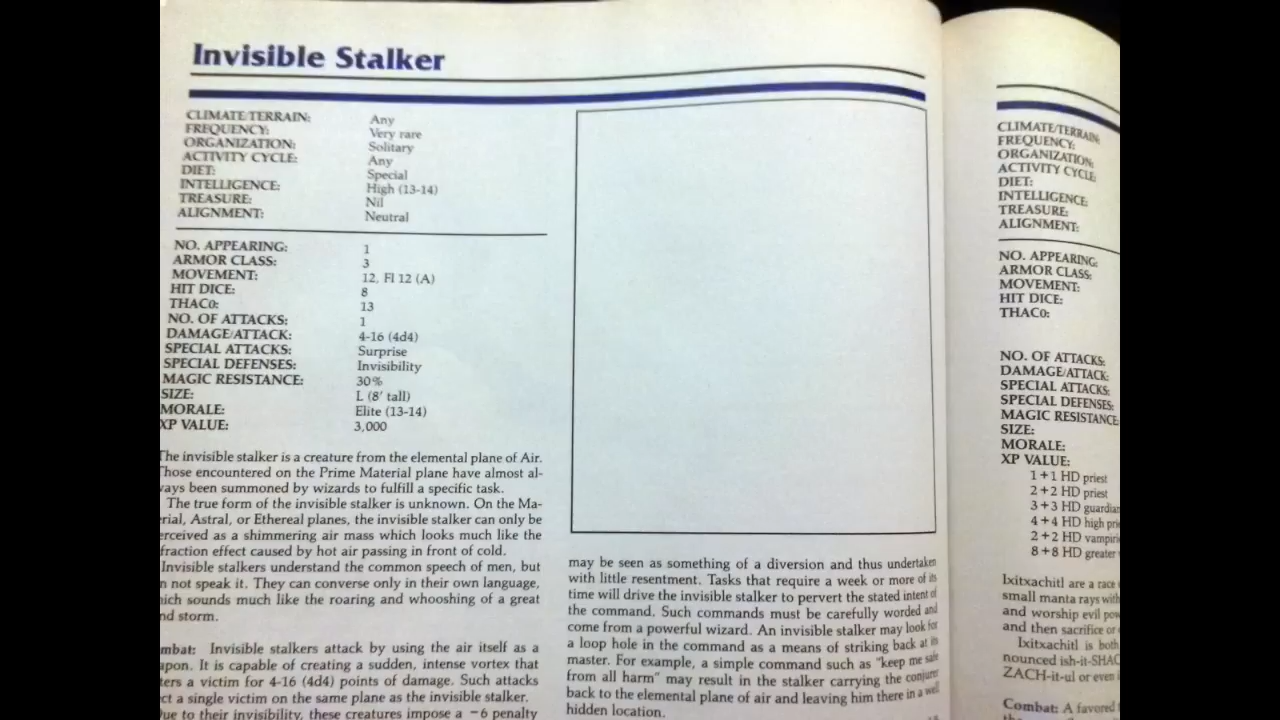 Invisible Stalker
CLIMATE/TERRAIN: Any
FREQUENCY: Very rare
ORGANIZATION: Solitary
ACTIVITY CYCLE: Any
DIET: Special
INTELLIGENCE: High (13-14)
TREASURE: Nil
ALIGNMENT: Neutral
NO. APPEARING: 1
ARMOR CLASS: 3
MOVEMENT: 12, Fl 12 (A)
HIT DICE: 8
THAC0: 13
NO. OF ATTACKS: 1
DAMAGE/ATTACK: 4-16 (4d4)
SPECIAL ATTACKS: Surprise
SPECIAL DEFENSES: Invisibility
MAGIC RESISTANCE: 30%
SIZE: L (8' tall)
MORALE: Elite (13-14)
XP VALUE: 3,000
The invisible stalker is a creature from the elemental plane of Air.
Those encountered on the Prime Material plane have almost al-
ways been summoned by wizards to fulfill a specific task.
The true form of the invisible stalker is unknown. On the Ma-
rial, Astral, or Ethereal planes, the invisible stalker can only be
erceived as a shimmering air mass which looks much like the
fraction effect caused by hot air passing in front of cold.
Invisible stalkers understand the common speech of men, but
n not speak it. They can converse only in their own language,
ich sounds much like the roaring and whooshing of a great
nd storm.
mbat: Invisible stalkers attack by using the air itself as a
apon. It is capable of creating a sudden, intense vortex that
ters a victim for 4-16 (4d4) points of damage. Such attacks
ct a single victim on the same plane as the invisible stalker.
ue to their invisibility, these creatures impose a −6 penalty
may be seen as something of a diversion and thus undertaken
with little resentment. Tasks that require a week or more of its
time will drive the invisible stalker to pervert the stated intent of
the command. Such commands must be carefully worded and
come from a powerful wizard. An invisible stalker may look for
a loop hole in the command as a means of striking back at its
master. For example, a simple command such as "keep me safe
from all harm" may result in the stalker carrying the conjurer
back to the elemental plane of air and leaving him there in a well
hidden location.
CLIMATE/TERRAIN:
FREQUENCY:
ORGANIZATION:
ACTIVITY CYCLE:
DIET:
INTELLIGENCE:
TREASURE:
ALIGNMENT:
NO. APPEARING:
ARMOR CLASS:
MOVEMENT:
HIT DICE:
THAC0:
NO. OF ATTACKS:
DAMAGE/ATTACK:
SPECIAL ATTACKS:
SPECIAL DEFENSES:
MAGIC RESISTANCE
SIZE:
MORALE:
XP VALUE:
1+1 HD priest
2+2 HD priest
3+3 HD guardian
4+4 HD high pri
2+2 HD vampiri
8+8 HD greater
Ixitxachitl are a race
small manta rays with
and worship evil pow
and then sacrifice or
Ixitxachitl is both
nounced ish-it-SHAC
ZACH-it-ul or even
Combat: A favored